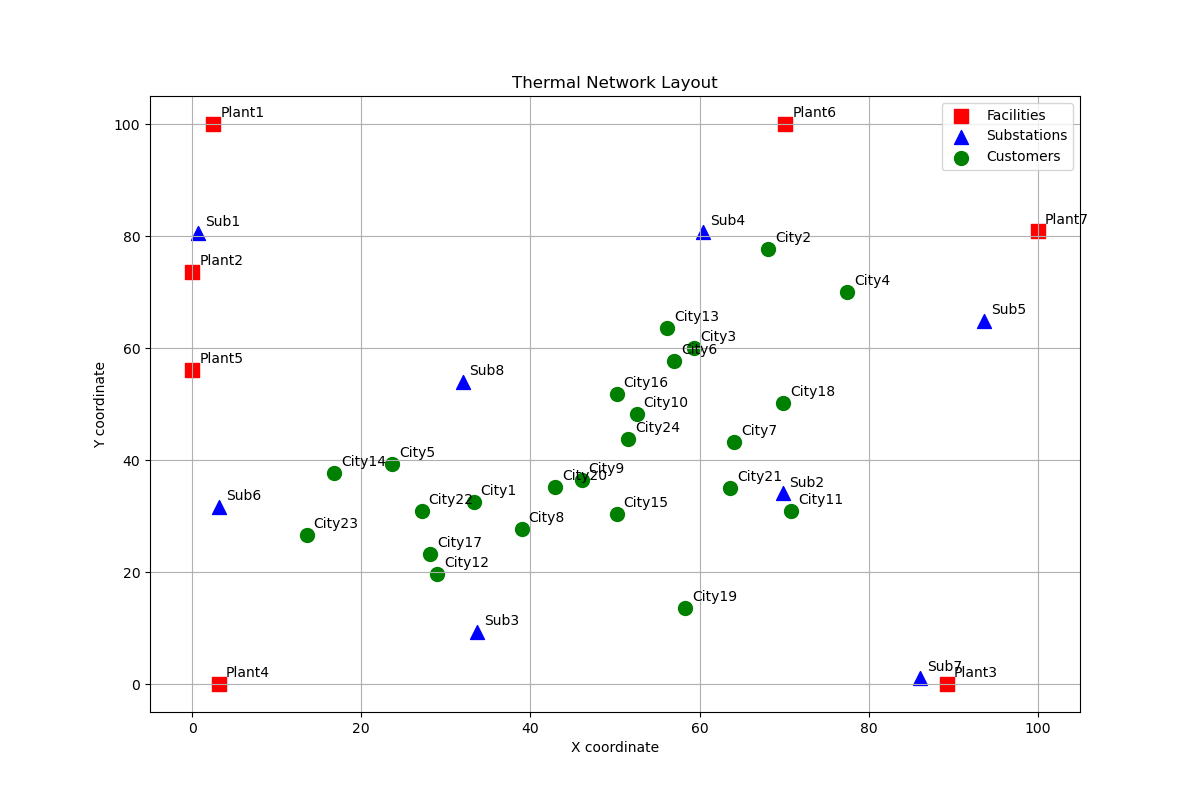 Thermal Network Layout
Plant1
Plant6
Facilities
Substations
Customers
100
Sub1
Sub4
Plant7
City2
80
Plant2
City4
Sub5
City13
City3
City6
60
Plant5
Sub8
City16
City18
City10
City24
City7
Y coordinate
City5
City14
40
City9
City20
City21
Sub2
Sub6
City22
City1
City15
City11
City23
City8
City17
City12
20
City19
Sub3
Plant4
Sub7
Plant3
0
0
20
40
60
80
100
X coordinate